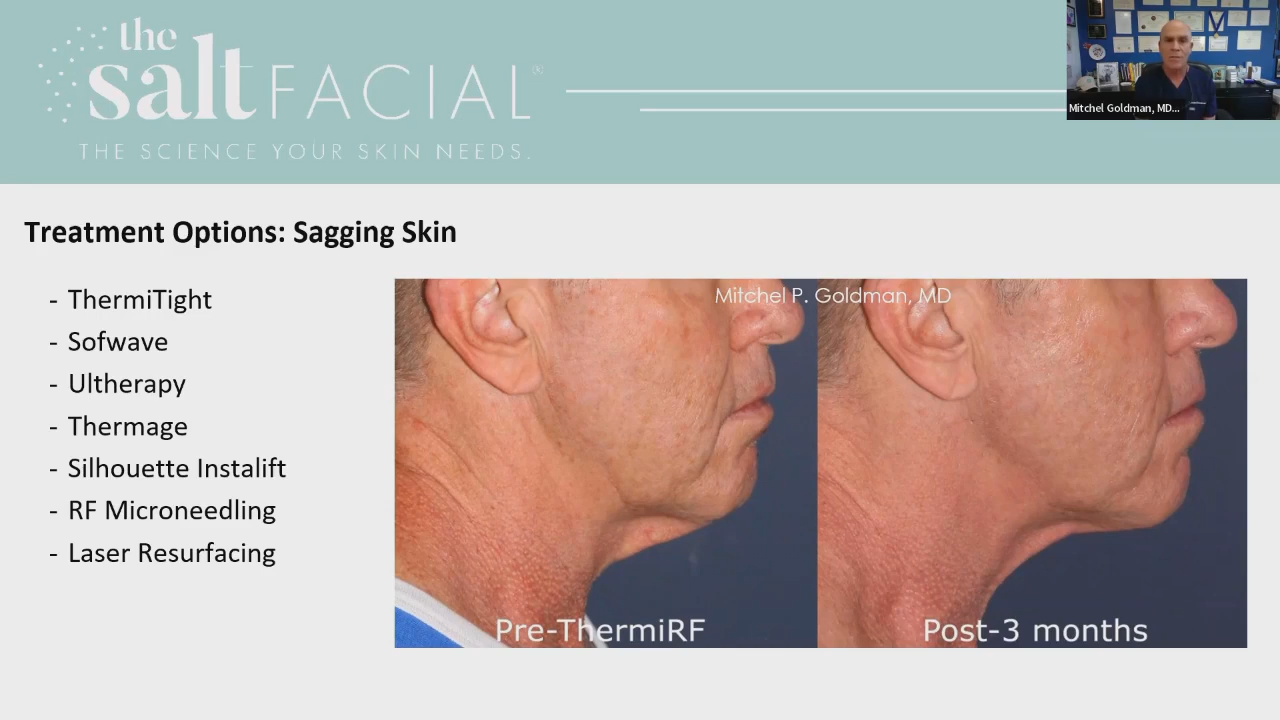 the
salt FACIAL®
THE SCIENCE YOUR SKIN NEEDS.
Mitchel Goldman, MD...
Treatment Options: Sagging Skin
- ThermiTight
- Sofwave
- Ultherapy
- Thermage
- Silhouette Instalift
- RF Microneedling
- Laser Resurfacing
Mitchel P. Goldman, MD
Pre-ThermiRF
Post-3 months